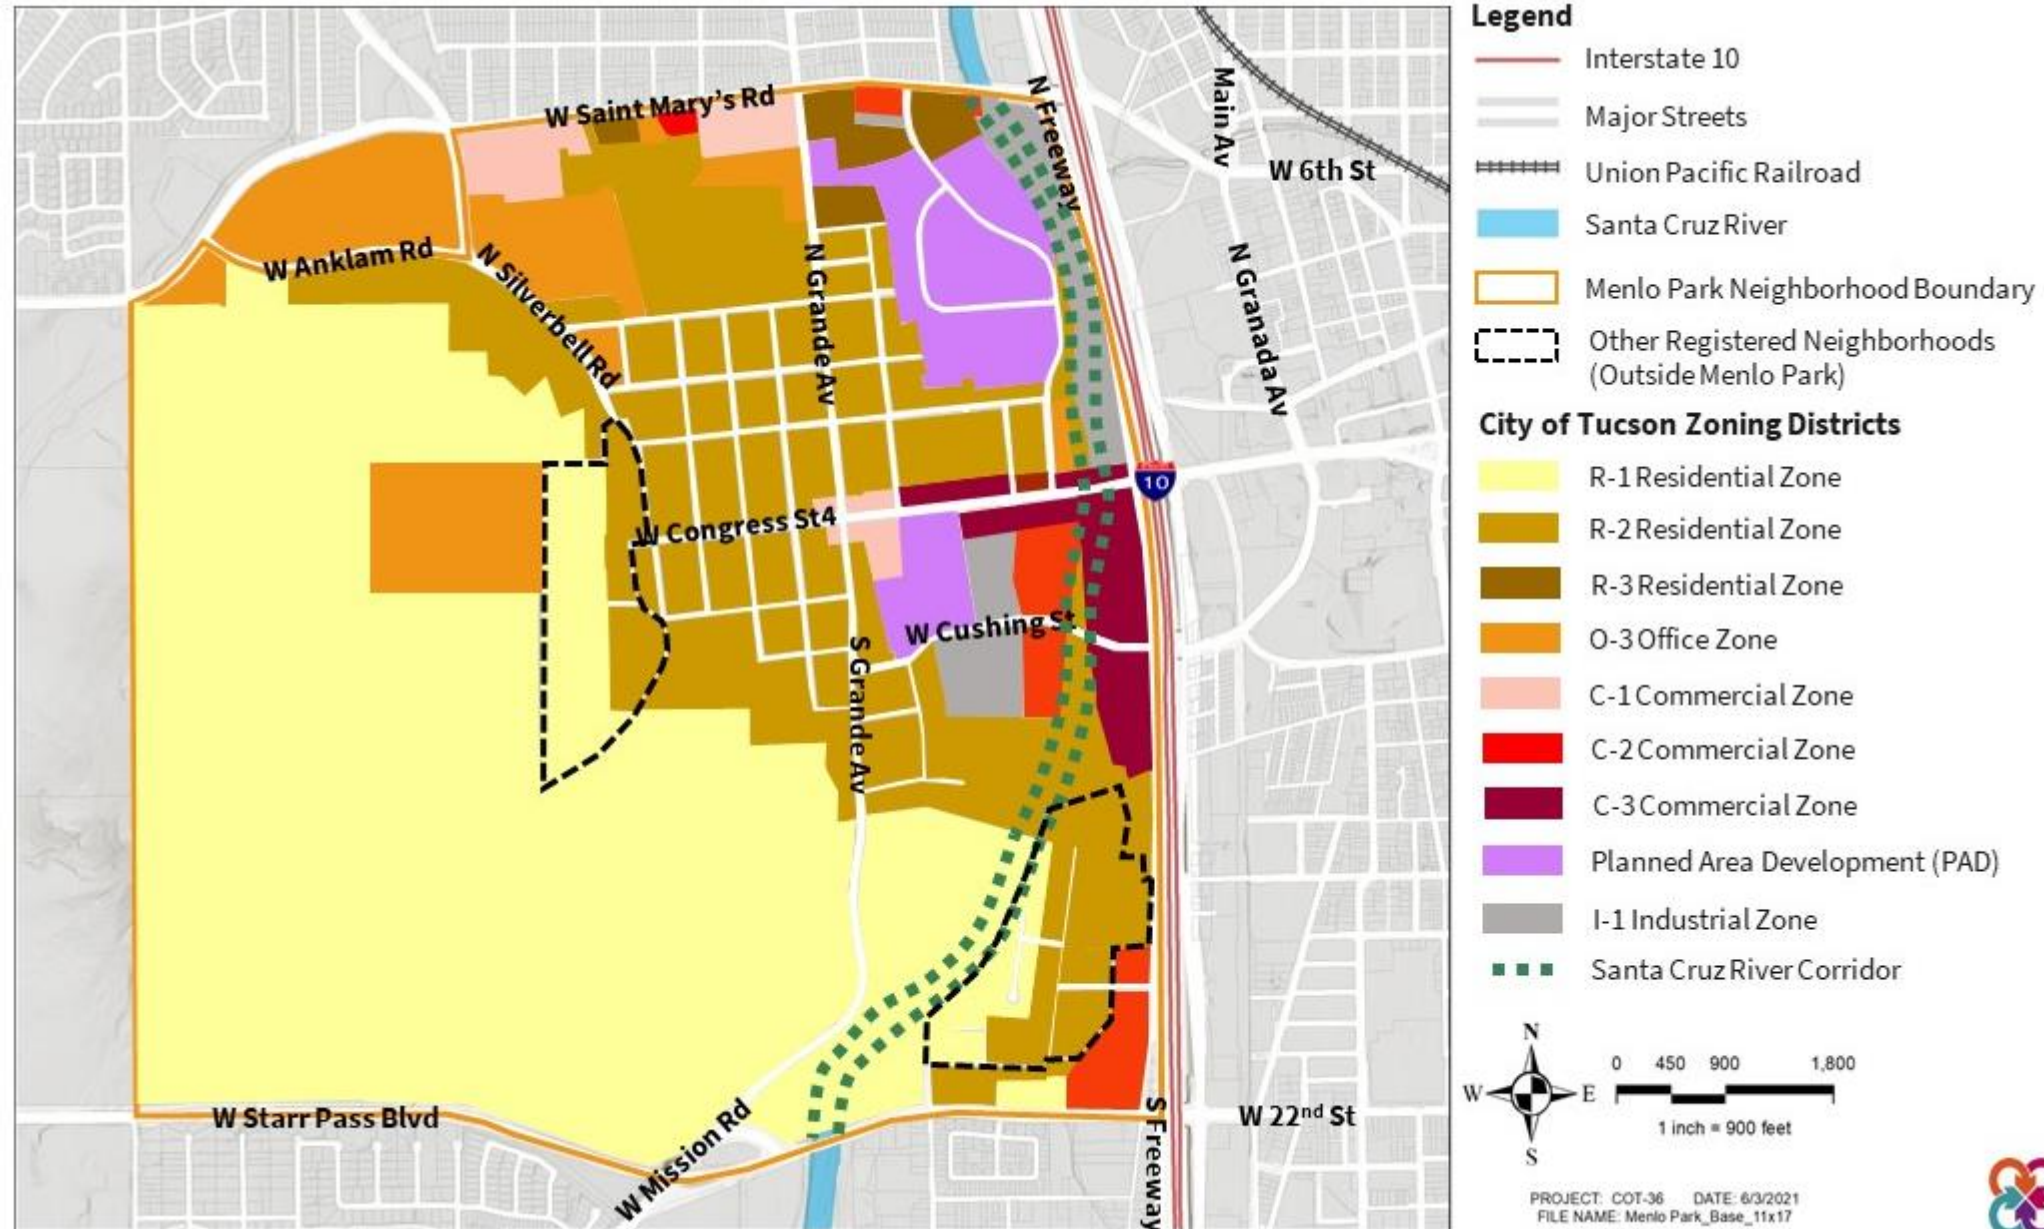 W Saint Mary's Rd
N Freeway
Main Av
W 6th St
W Anklam Rd
N Silverbell Rd
N Grande Av
N Granada Av
10
W Congress St4
W Cushing St
S Grande Av
W Starr Pass Blvd
W Mission Rd
S Freeway
W 22nd St
Legend
Interstate 10
Major Streets
Union Pacific Railroad
Santa Cruz River
Menlo Park Neighborhood Boundary
Other Registered Neighborhoods
(Outside Menlo Park)
City of Tucson Zoning Districts
R-1 Residential Zone
R-2 Residential Zone
R-3 Residential Zone
O-3 Office Zone
C-1 Commercial Zone
C-2 Commercial Zone
C-3 Commercial Zone
Planned Area Development (PAD)
I-1 Industrial Zone
Santa Cruz River Corridor
N
W E
S
0 450 900 1,800
1 inch = 900 feet
PROJECT: COT-36 DATE: 6/3/2021
FILE NAME: Menlo Park_Base_11x17